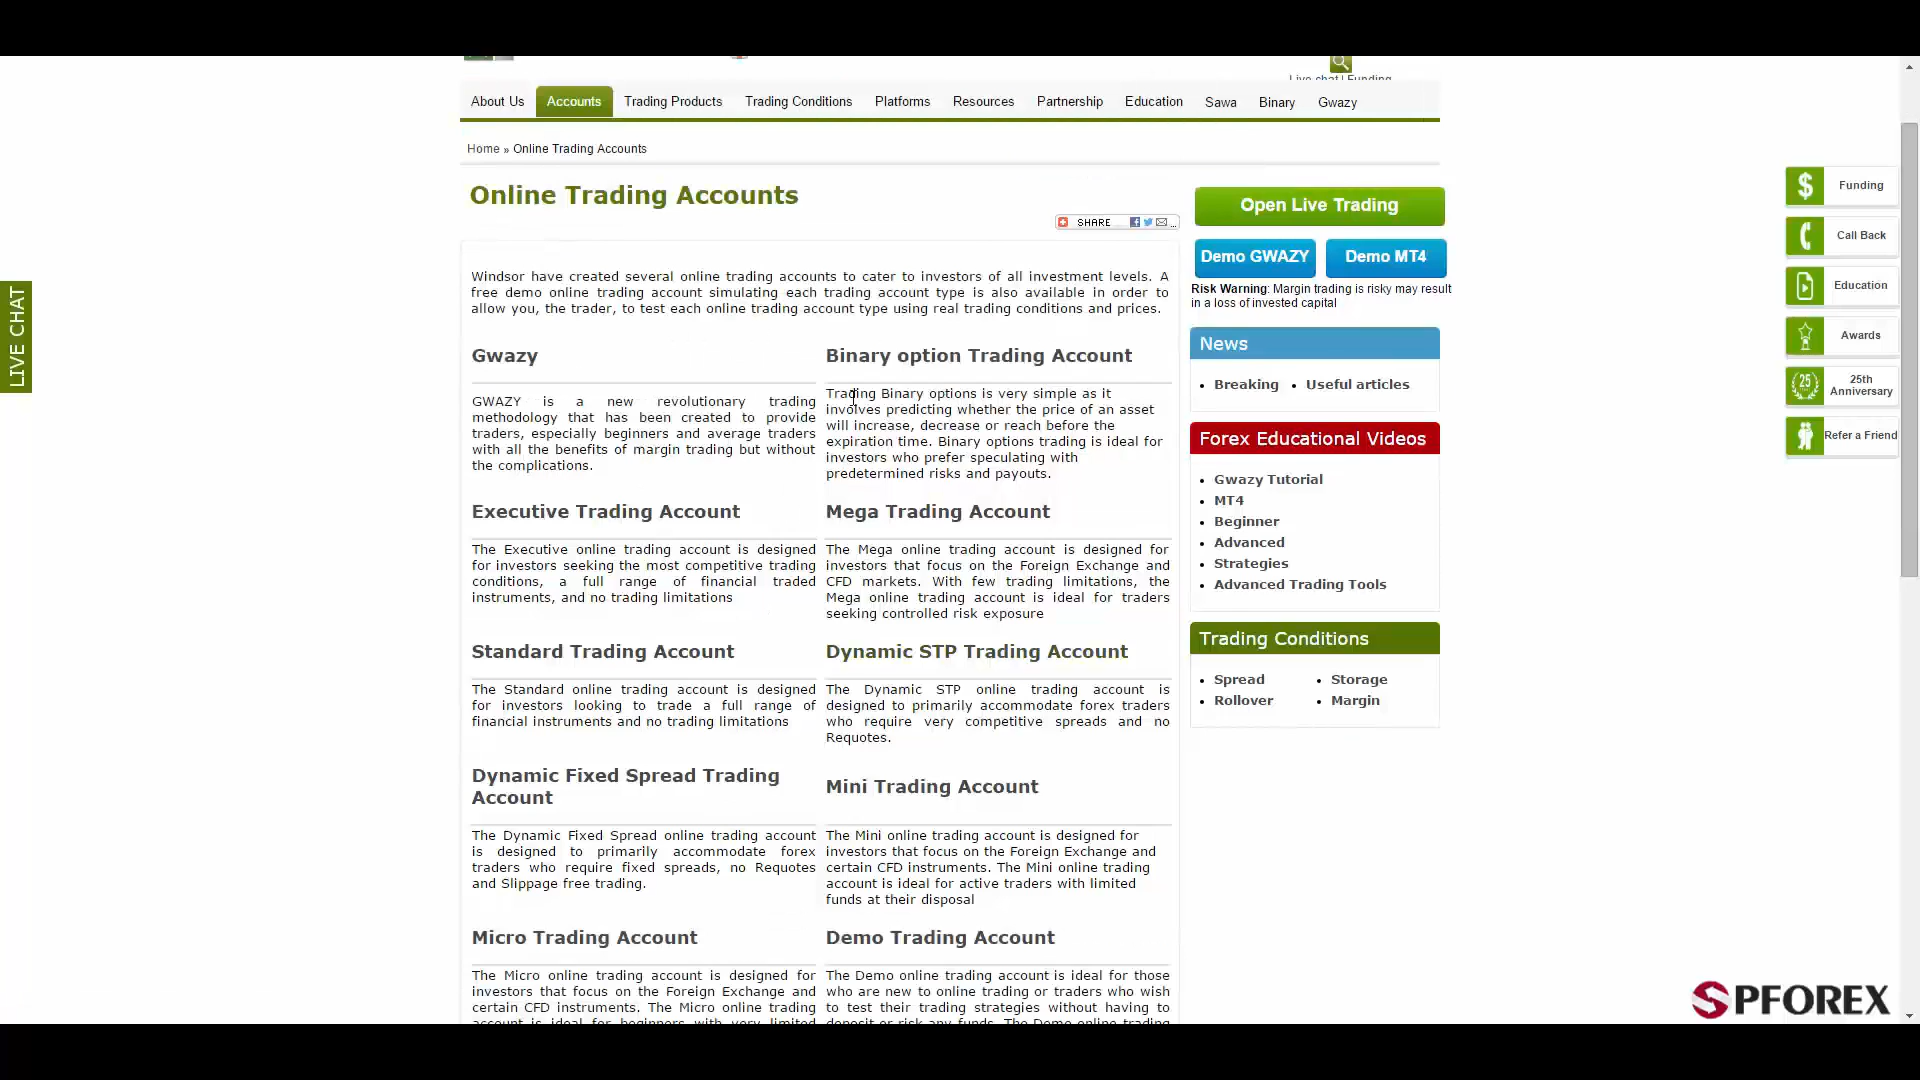 Live chat | Funding
About Us Accounts Trading Products Trading Conditions Platforms Resources Partnership Education Sawa Binary Gwazy
Home » Online Trading Accounts
Online Trading Accounts
SHARE
Windsor have created several online trading accounts to cater to investors of all investment levels. A
free demo online trading account simulating each trading account type is also available in order to
allow you, the trader, to test each online trading account type using real trading conditions and prices.
Gwazy
GWAZY is a new revolutionary trading
methodology that has been created to provide
traders, especially beginners and average traders
with all the benefits of margin trading but without
the complications.
Binary option Trading Account
Trading Binary options is very simple as it
involves predicting whether the price of an asset
will increase, decrease or reach before the
expiration time. Binary options trading is ideal for
investors who prefer speculating with
predetermined risks and payouts.
Executive Trading Account
The Executive online trading account is designed
for investors seeking the most competitive trading
conditions, a full range of financial traded
instruments, and no trading limitations
Mega Trading Account
The Mega online trading account is designed for
investors that focus on the Foreign Exchange and
CFD markets. With few trading limitations, the
Mega online trading account is ideal for traders
seeking controlled risk exposure
Standard Trading Account
The Standard online trading account is designed
for investors looking to trade a full range of
financial instruments and no trading limitations
Dynamic STP Trading Account
The Dynamic STP online trading account is
designed to primarily accommodate forex traders
who require very competitive spreads and no
Requotes.
Dynamic Fixed Spread Trading
Account
The Dynamic Fixed Spread online trading account
is designed to primarily accommodate forex
traders who require fixed spreads, no Requotes
and Slippage free trading.
Mini Trading Account
The Mini online trading account is designed for
investors that focus on the Foreign Exchange and
certain CFD instruments. The Mini online trading
account is ideal for active traders with limited
funds at their disposal
Micro Trading Account
The Micro online trading account is designed for
investors that focus on the Foreign Exchange and
certain CFD instruments. The Micro online trading
account is ideal for beginners with very limited
Demo Trading Account
The Demo online trading account is ideal for those
who are new to online trading or traders who wish
to test their trading strategies without having to
deposit or risk any funds. The Demo online trading
Open Live Trading
Demo GWAZY
Demo MT4
Risk Warning: Margin trading is risky may result
in a loss of invested capital
News
• Breaking • Useful articles
Forex Educational Videos
• Gwazy Tutorial
• MT4
• Beginner
• Advanced
• Strategies
• Advanced Trading Tools
Trading Conditions
• Spread • Storage
• Rollover • Margin
LIVE CHAT
$ Funding
Call Back
Education
Awards
25 25th
Anniversary
Refer a Friend
SPFOREX